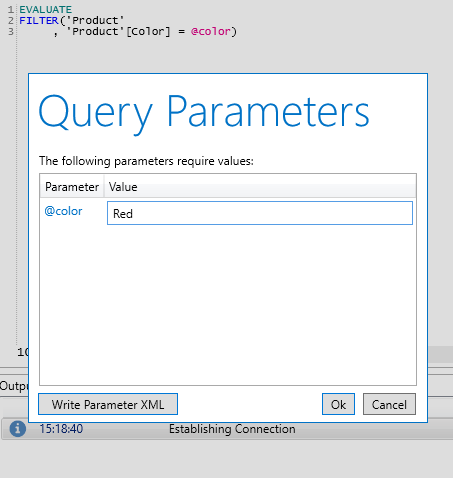 1 EVALUATE
2 FILTER('Product'
3 , 'Product'[Color] = @color)
Query Parameters
The following parameters require values:
Parameter Value
@color Red
10
Outpu
Write Parameter XML Ok Cancel
15:18:40 Establishing Connection